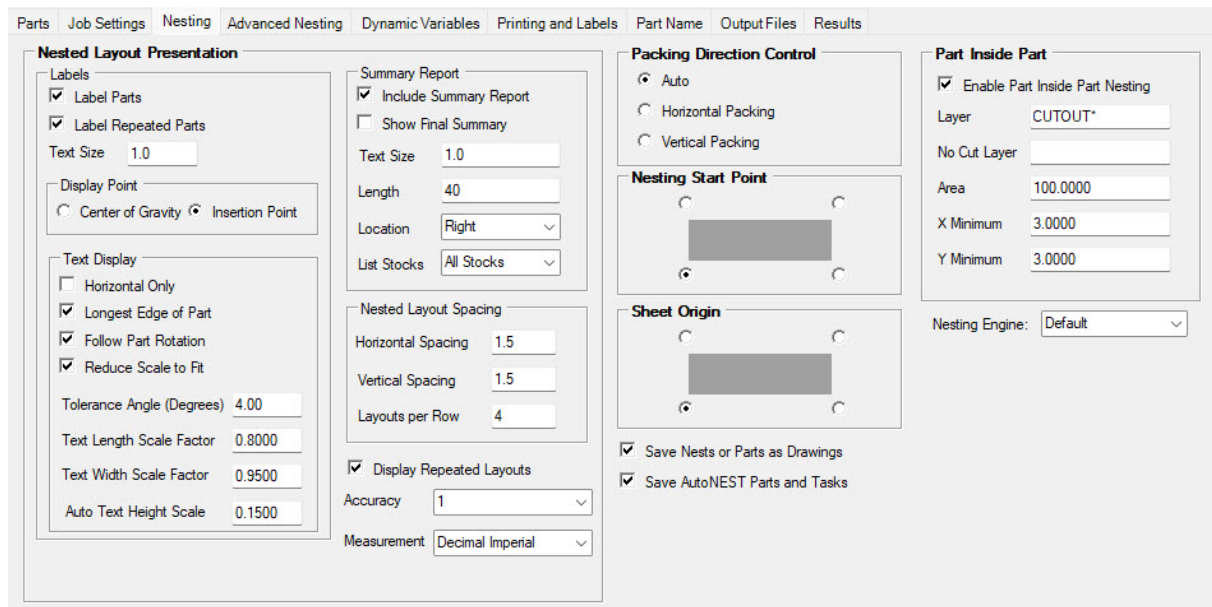 Parts Job Settings Nesting Advanced Nesting Dynamic Variables Printing and Labels Part Name Output Files Results
Nested Layout Presentation
Labels
Label Parts
Label Repeated Parts
Text Size 1.0
Display Point
Center of Gravity Insertion Point
Text Display
Horizontal Only
Longest Edge of Part
Follow Part Rotation
Reduce Scale to Fit
Tolerance Angle (Degrees) 4.00
Text Length Scale Factor 0.8000
Text Width Scale Factor 0.9500
Auto Text Height Scale 0.1500
Summary Report
Include Summary Report
Show Final Summary
Text Size 1.0
Length 40
Location Right
List Stocks All Stocks
Nested Layout Spacing
Horizontal Spacing 1.5
Vertical Spacing 1.5
Layouts per Row 4
Display Repeated Layouts
Accuracy 1
Measurement Decimal Imperial
Packing Direction Control
Auto
Horizontal Packing
Vertical Packing
Nesting Start Point
Sheet Origin
Save Nests or Parts as Drawings
Save AutoNEST Parts and Tasks
Part Inside Part
Enable Part Inside Part Nesting
Layer CUTOUT*
No Cut Layer
Area 100.0000
X Minimum 3.0000
Y Minimum 3.0000
Nesting Engine: Default